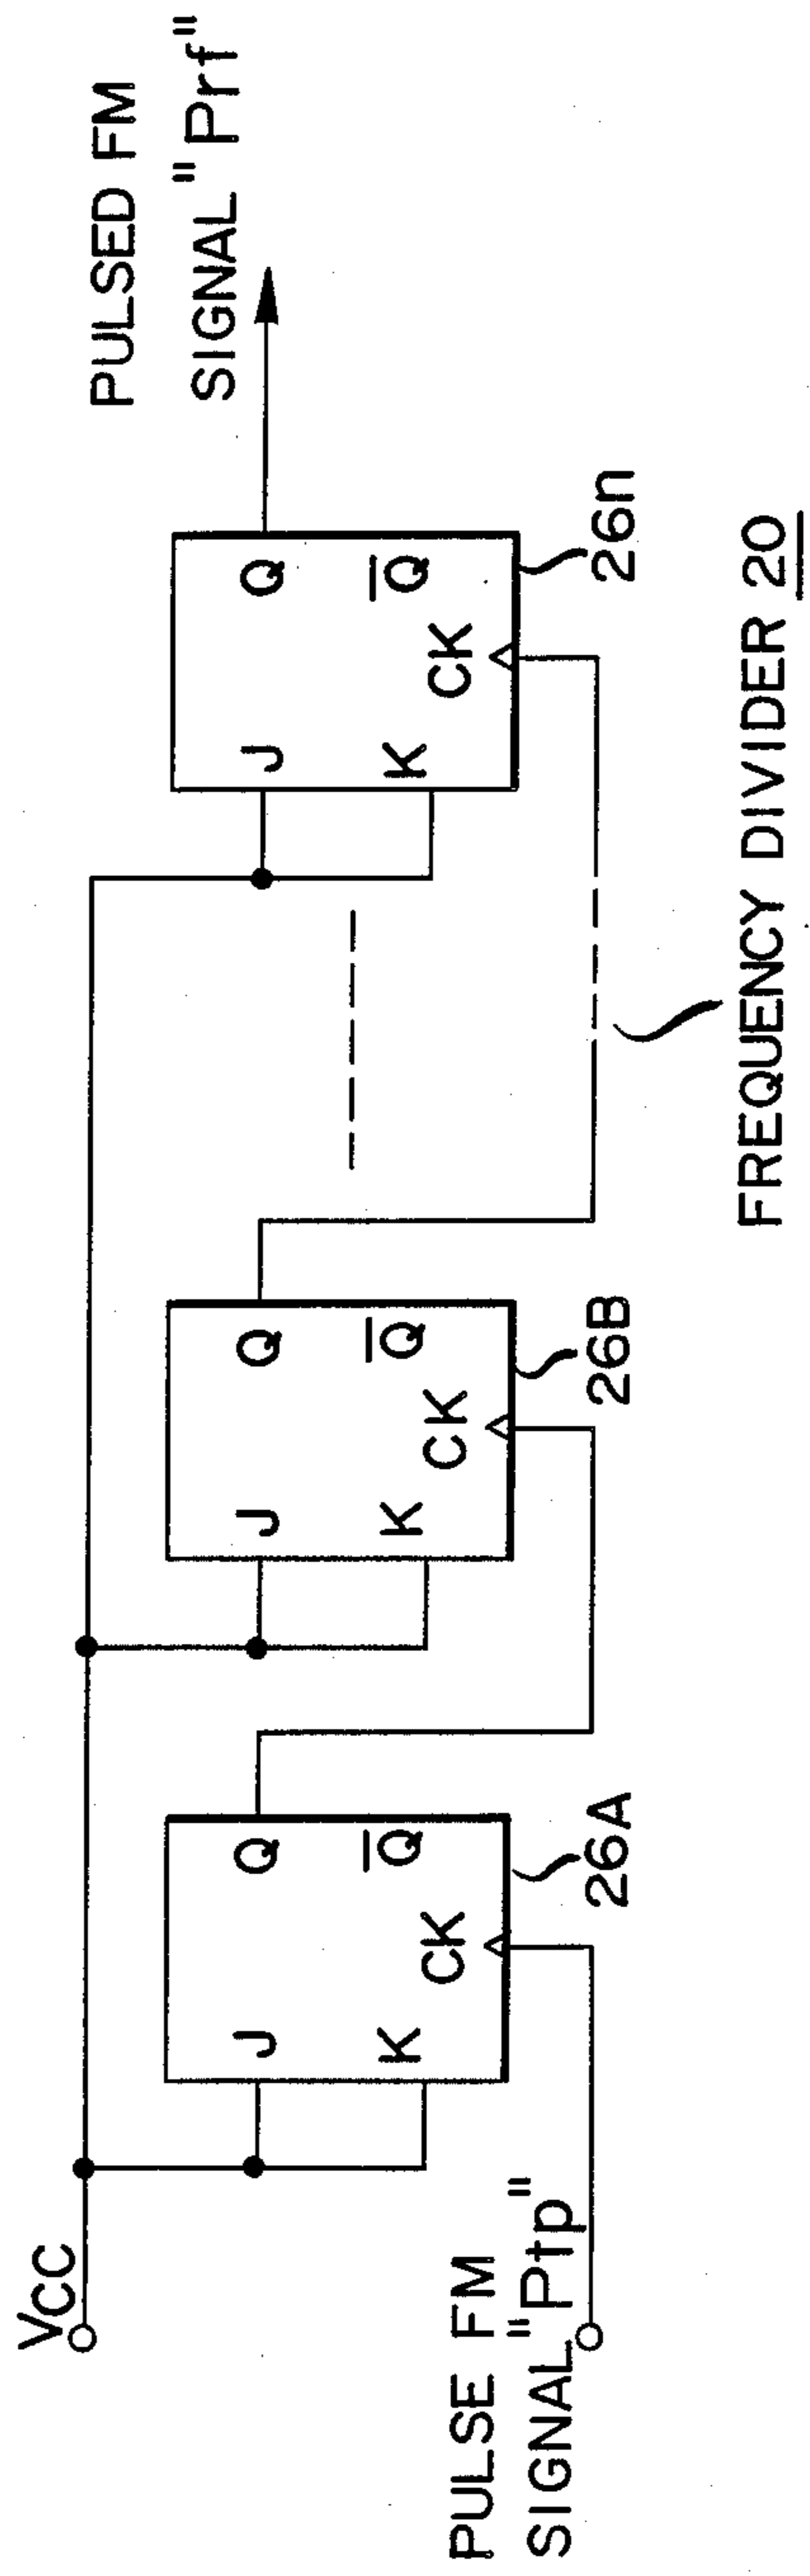 VCC
PULSE FM
SIGNAL "Ptp"
J
K
CK
Q
Q
26A
J
K
CK
Q
Q
26B
J
K
CK
Q
Q
26n
PULSED FM
SIGNAL "Prf"
FREQUENCY DIVIDER 20